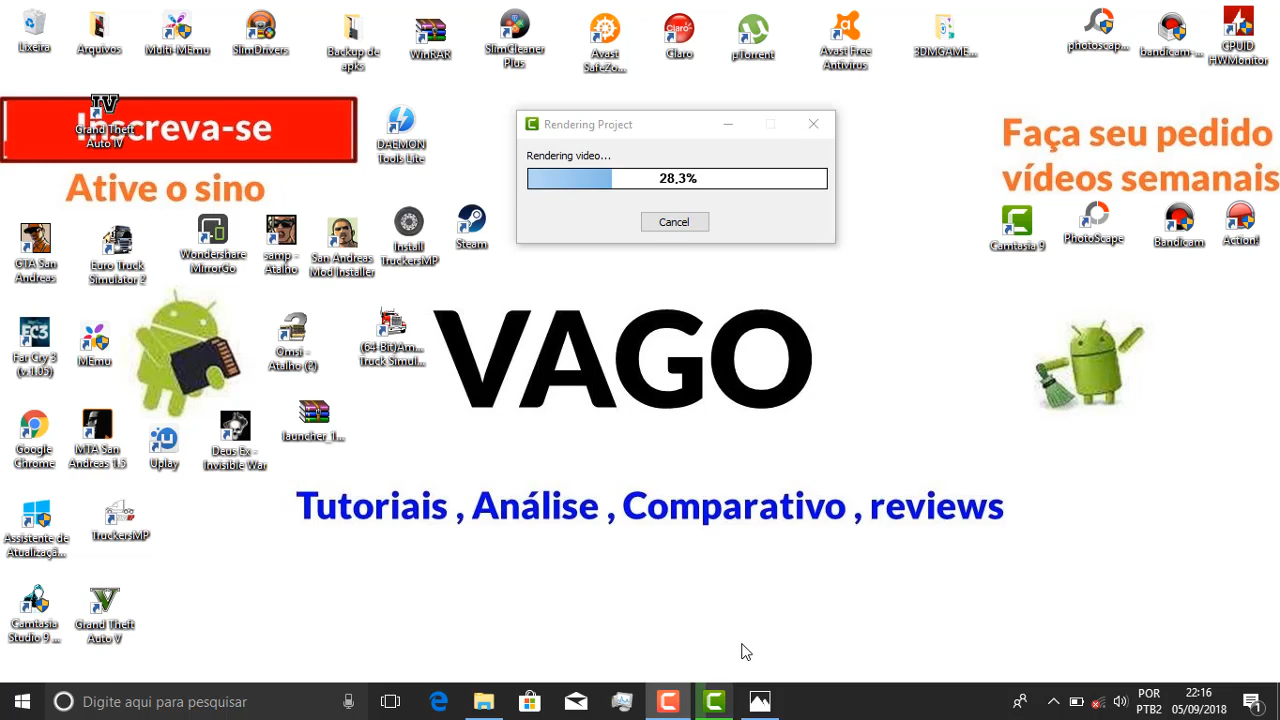 Lixeira
Arquivos
Multi-MEmu
SlimDrivers
Backup de
apks
WinRAR
SlimCleaner
Plus
Avast
SafeZo...
Claro
µTorrent
Avast Free
Antivirus
3DMGAME...
photoscap...
bandicam-...
CPUID
HWMonitor
Inscreva-se
IV
Grand Theft
Auto IV
DAEMON
Tools Lite
Rendering Project
Rendering video...
28,3%
Cancel
Faça seu pedido
vídeos semanais
Ative o sino
GTA San
Andreas
Euro Truck
Simulator 2
Wondershare
MirrorGo
samp -
Atalho
San Andreas
Mod Installer
Install
TruckersMP
Steam
Camtasia 9
PhotoScape
Bandicam
Action!
FC3
Far Cry 3
(v.1.05)
MEmu
Omsi -
Atalho (2)
(64-Bit)Am...
Truck Simul...
VAGO
Google
Chrome
MTA San
Andreas 1.5
Uplay
Deus Ex -
Invisible War
launcher_1...
Tutoriais , Análise , Comparativo , reviews
Assistente de
Atualizaçã...
TruckersMP
Camtasia
Studio 9 ...
Grand Theft
Auto V
Digite aqui para pesquisar
POR
PTB2
22:16
05/09/2018
1